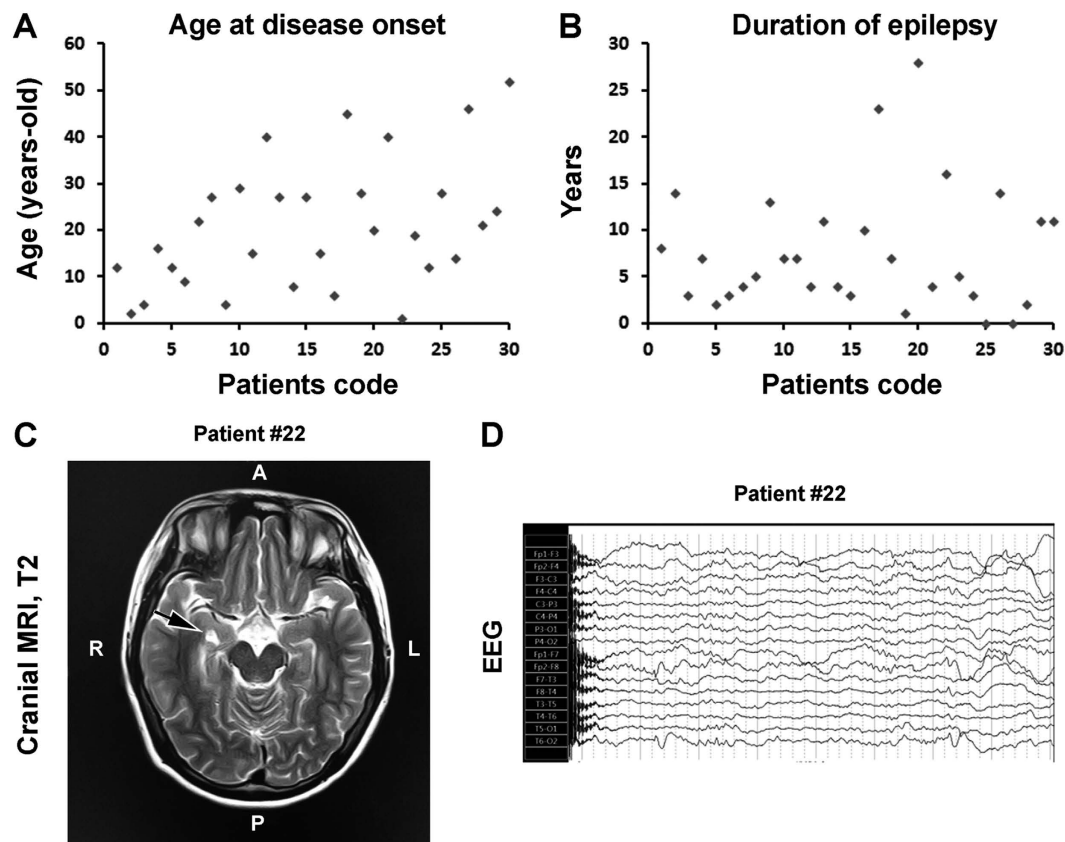 A
Age at disease onset
Age (years-old)
60
50
40
30
20
10
0
0 5 10 15 20 25 30
Patients code
B
Duration of epilepsy
Years
30
25
20
15
10
5
0
0 5 10 15 20 25 30
Patients code
C
Patient #22
Cranial MRI, T2
A
R
L
P
D
Patient #22
EEG
Fp1-F3
Fp2-F4
F3-C3
F4-C4
C3-P3
C4-P4
P3-O1
P4-O2
Fp1-F7
Fp2-F8
F7-T3
F8-T4
T3-T5
T4-T6
T5-O1
T6-O2